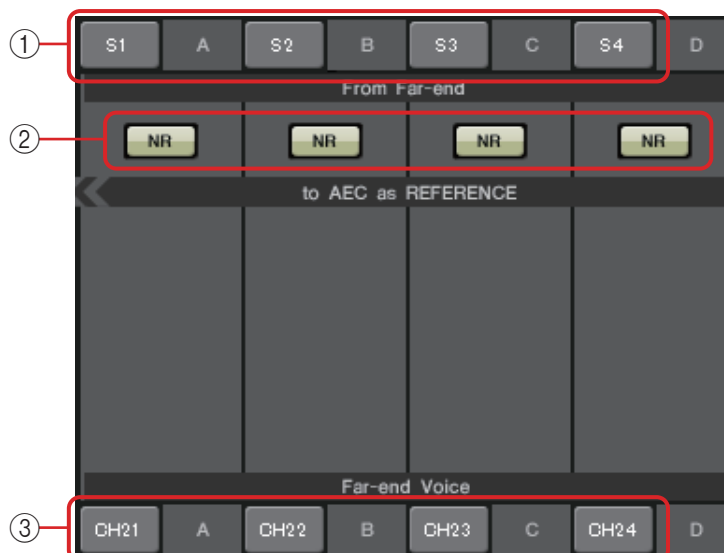 ① S1 A S2 B S3 C S4 D
From Far-end
② NR NR NR NR
to AEC as REFERENCE
Far-end Voice
③ CH21 A CH22 B CH23 C CH24 D